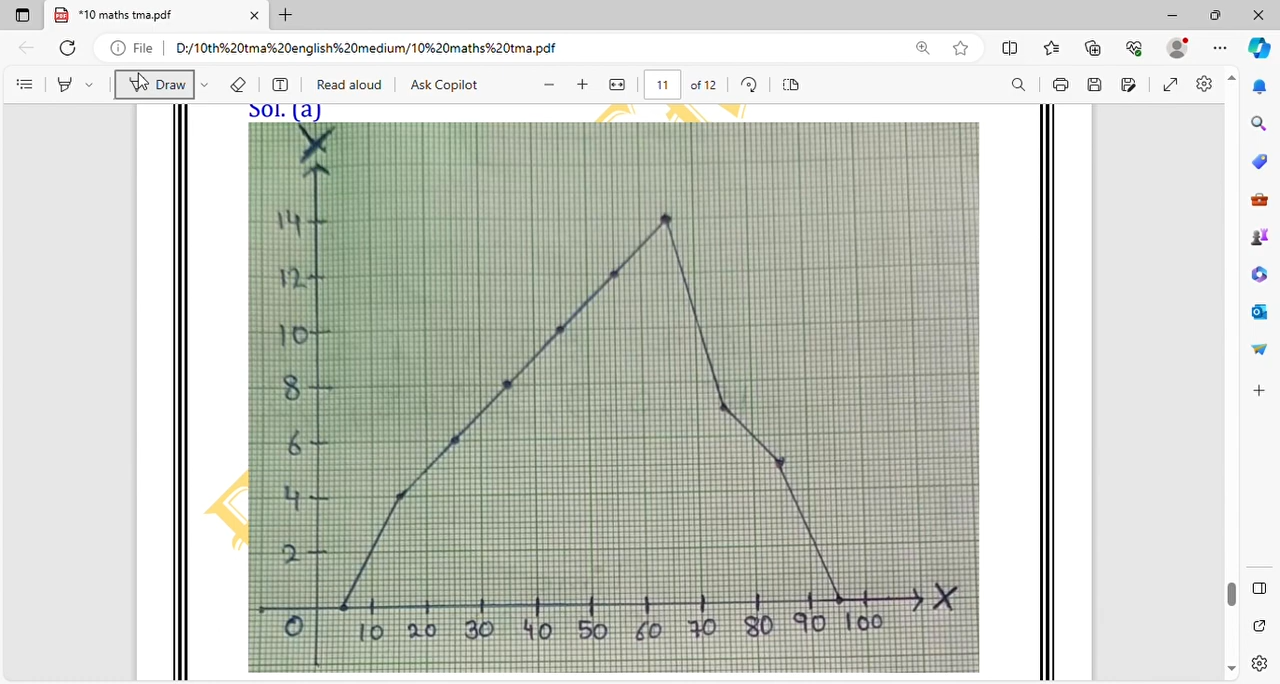 *10 maths tma.pdf
File
D:/10th%20tma%20english%20medium/10%20maths%20tma.pdf
Draw
Read aloud
Ask Copilot
11 of 12
Sol. (a)
X
14
12
10
8
6
4
2
0
10 20 30 40 50 60 70 80 90 100
X